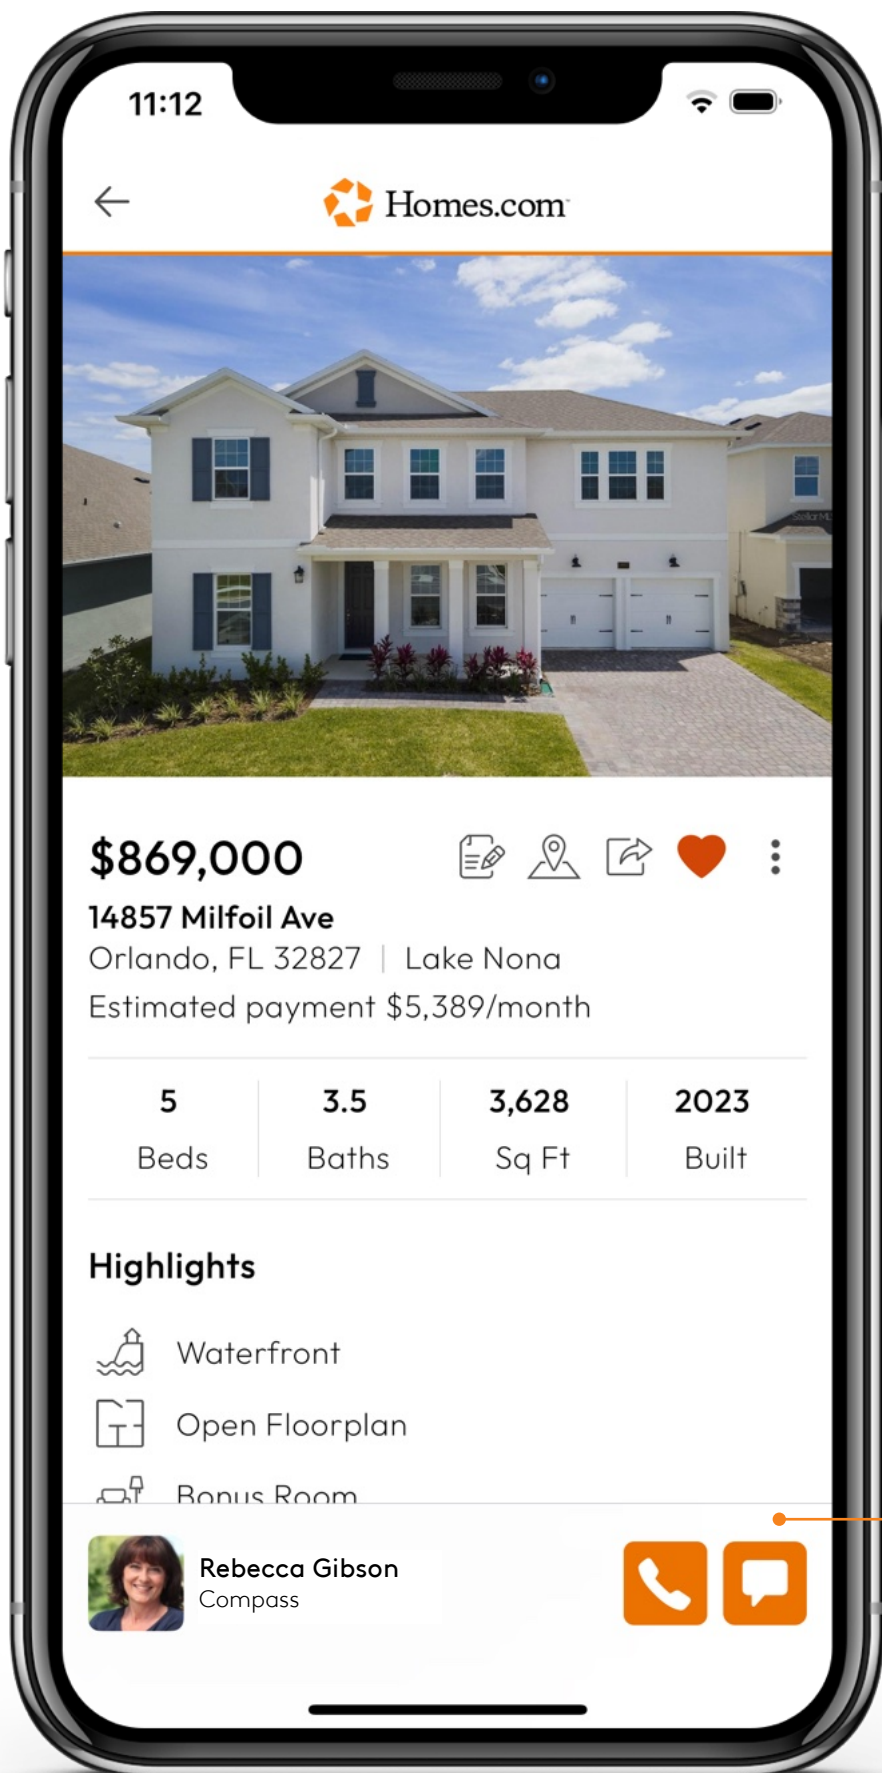 11:12
Homes.com
$869,000
14857 Milfoil Ave
Orlando, FL 32827 | Lake Nona
Estimated payment $5,389/month
5 3.5 3,628 2023
Beds Baths Sq Ft Built
Highlights
Waterfront
Open Floorplan
Bonus Room
Rebecca Gibson
Compass